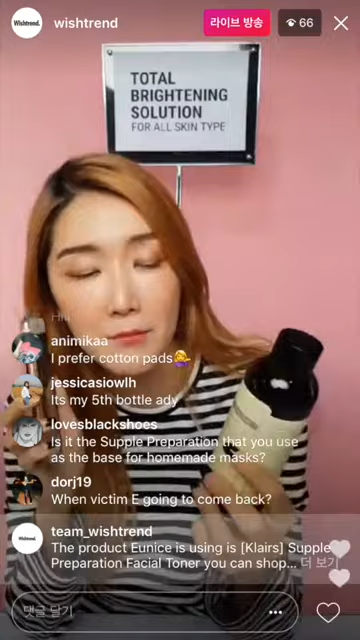 Wishtrend.
wishtrend
라이브 방송
66
TOTAL
BRIGHTENING
SOLUTION
FOR ALL SKIN TYPE
animikaa
I prefer cotton pads🤷‍♀️
jessicasiowlh
Its my 5th bottle ady
lovesblackshoes
Is it the Supple Preparation that you use
as the base for homemade masks?
dorj19
When victim E going to come back?
Wishtrend.
team_wishtrend
The product Eunice is using is [Klairs] Supple
Preparation Facial Toner you can shop... 더 보기
댓글 달기